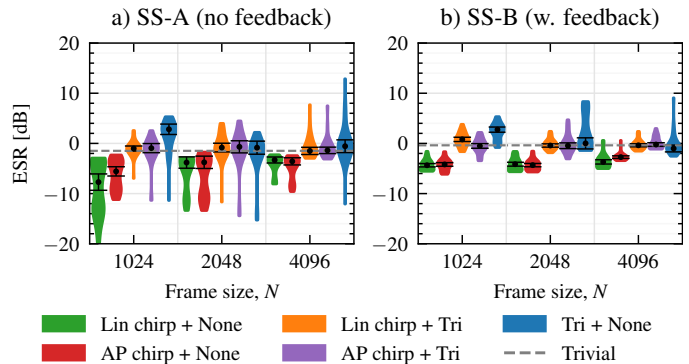 a) SS-A (no feedback)
b) SS-B (w. feedback)
ESR [dB]
20
10
0
−10
−20
1024
2048
4096
Frame size, N
20
10
0
−10
−20
1024
2048
4096
Frame size, N
Lin chirp + None
Lin chirp + Tri
Tri + None
AP chirp + None
AP chirp + Tri
Trivial